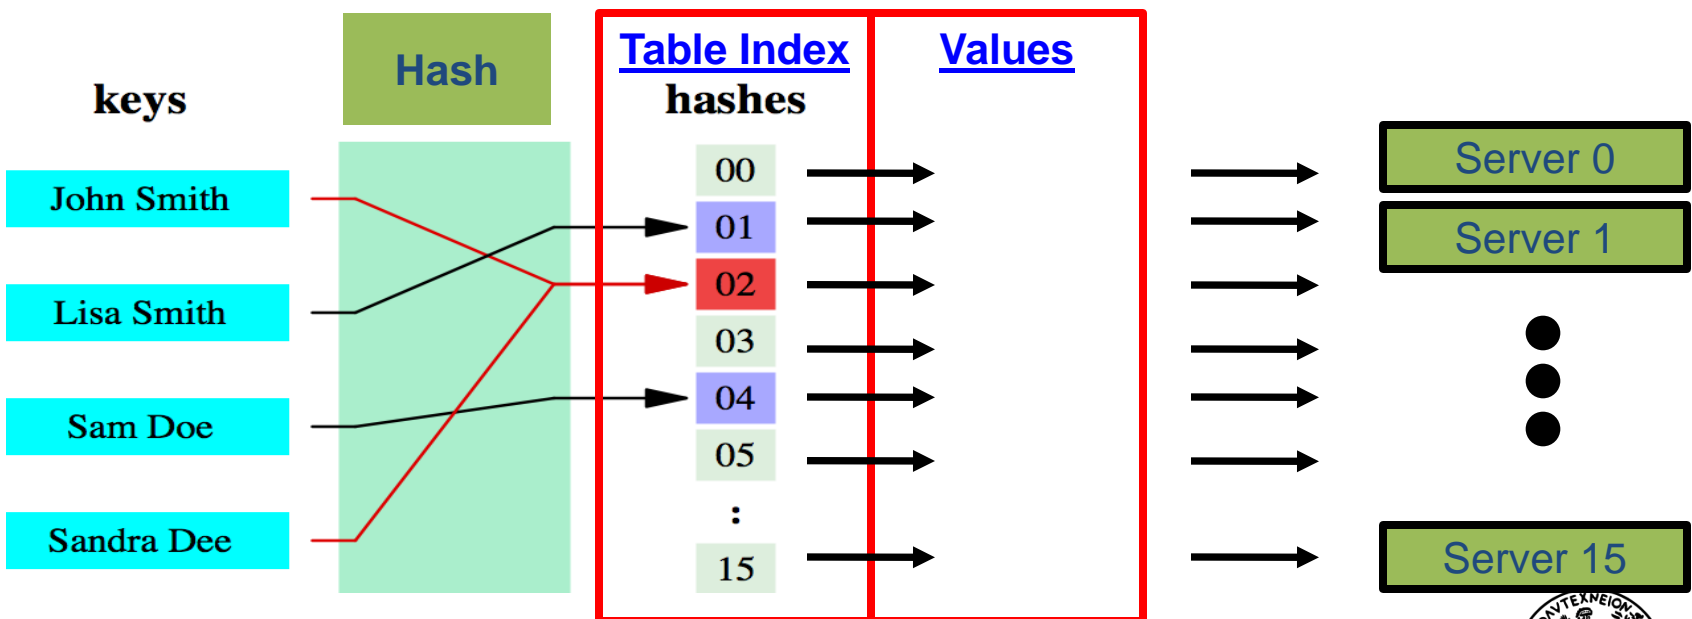 keys
Hash
Table Index
hashes
Values
John Smith
Lisa Smith
Sam Doe
Sandra Dee
00
01
02
03
04
05
:
15
Server 0
Server 1
Server 15